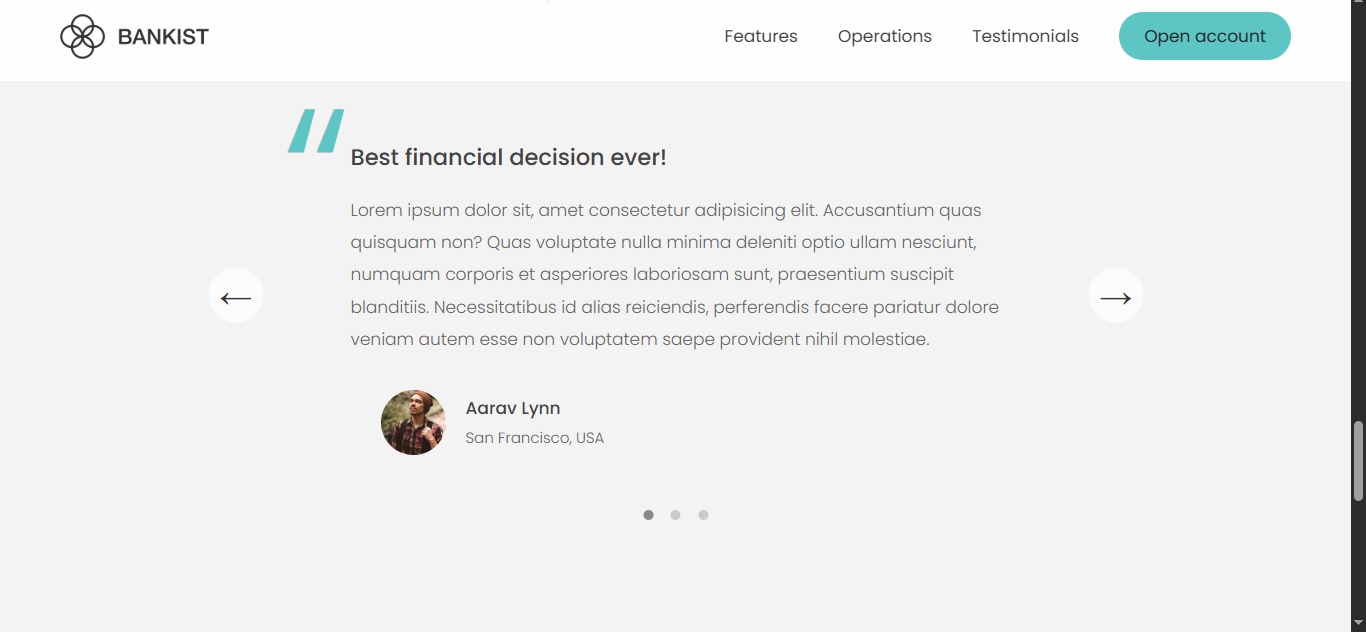 BANKIST
Features
Operations
Testimonials
Open account
“
Best financial decision ever!
Lorem ipsum dolor sit, amet consectetur adipisicing elit. Accusantium quas
quisquam non? Quas voluptate nulla minima deleniti optio ullam nesciunt,
numquam corporis et asperiores laboriosam sunt, praesentium suscipit
blanditiis. Necessitatibus id alias reiciendis, perferendis facere pariatur dolore
veniam autem esse non voluptatem saepe provident nihil molestiae.
←
→
Aarav Lynn
San Francisco, USA